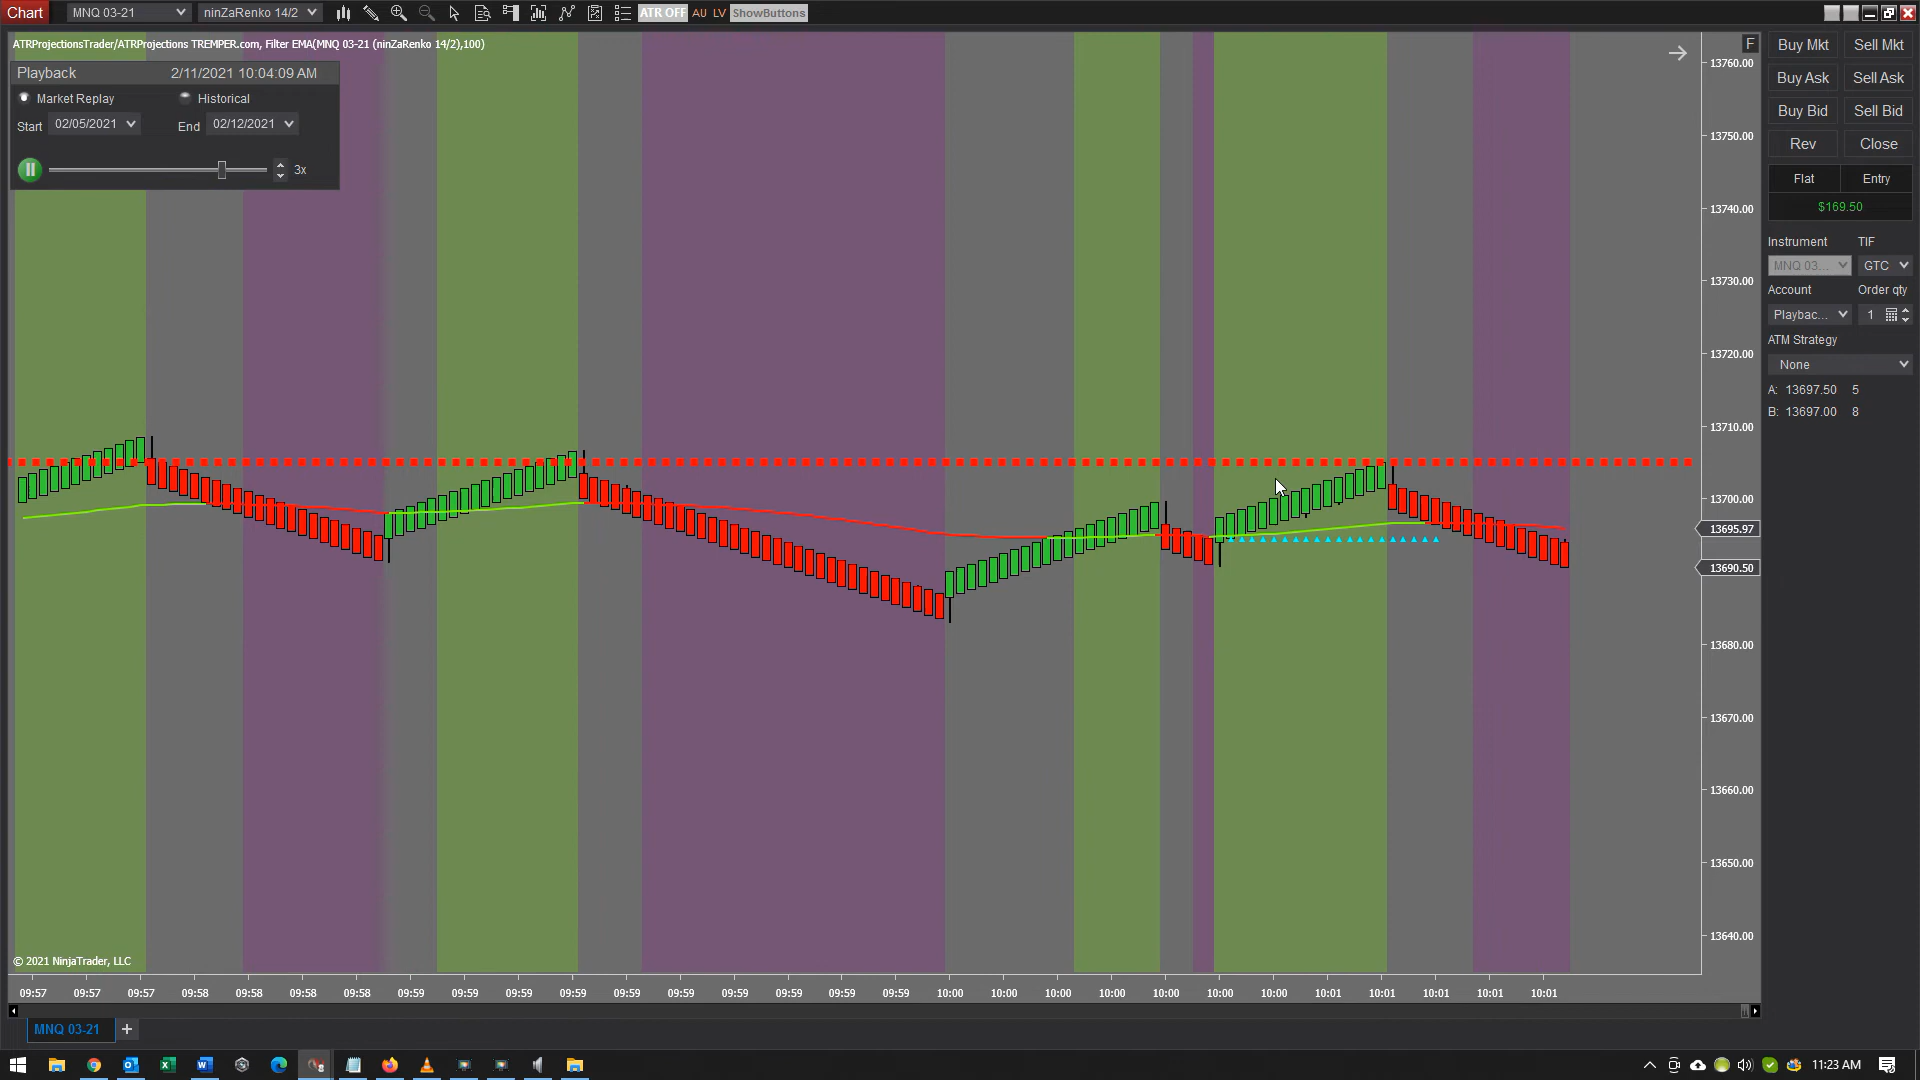 Chart MNQ 03-21 ninZaRenko 14/2 ATR OFF AU LV ShowButtons
ATRProjectionsTrader/ATRProjections TREMPER.com, Filter EMA(MNQ 03-21 (ninZaRenko 14/2),100)
Playback 2/11/2021 10:04:09 AM
Market Replay Historical
Start 02/05/2021 End 02/12/2021
3x
F
13760.00
13750.00
13740.00
13730.00
13720.00
13710.00
13700.00
13695.97
13690.50
13680.00
13670.00
13660.00
13650.00
13640.00
Buy Mkt Sell Mkt
Buy Ask Sell Ask
Buy Bid Sell Bid
Rev Close
Flat Entry
$169.50
Instrument TIF
MNQ 03... GTC
Account Order qty
Playbac... 1
ATM Strategy
None
A: 13697.50 5
B: 13697.00 8
© 2021 NinjaTrader, LLC
09:57 09:57 09:57 09:58 09:58 09:58 09:58 09:59 09:59 09:59 09:59 09:59 09:59 09:59 09:59 09:59 09:59 10:00 10:00 10:00 10:00 10:00 10:00 10:00 10:01 10:01 10:01 10:01 10:01
MNQ 03-21 +
11:23 AM